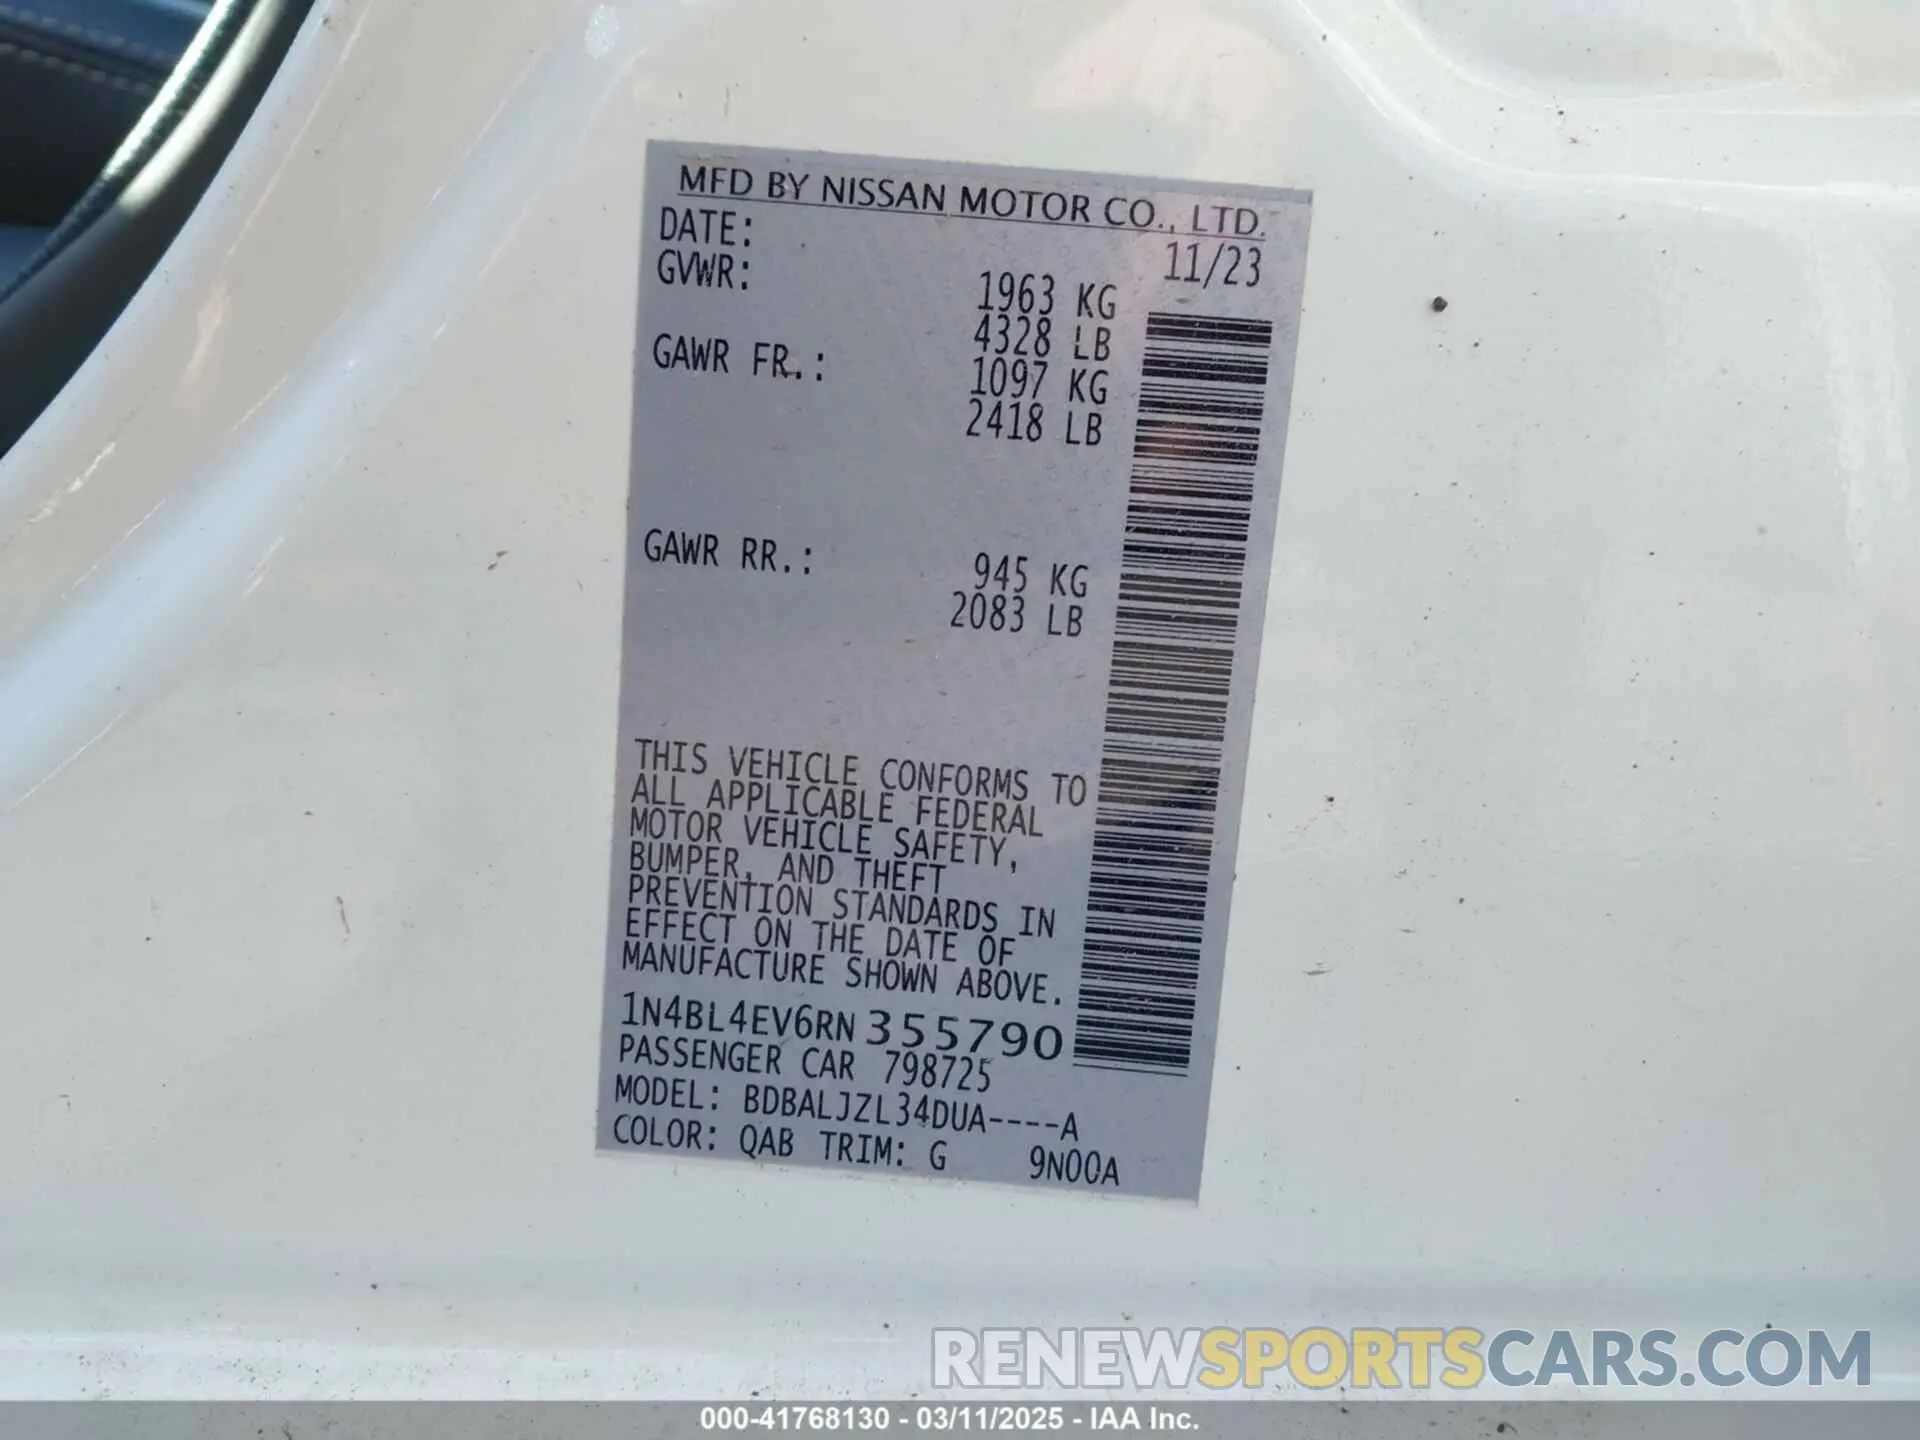 MFD BY NISSAN MOTOR CO., LTD.
DATE: 11/23
GVWR: 1963 KG
4328 LB
GAWR FR.: 1097 KG
2418 LB
GAWR RR.: 945 KG
2083 LB
THIS VEHICLE CONFORMS TO
ALL APPLICABLE FEDERAL
MOTOR VEHICLE SAFETY,
BUMPER, AND THEFT
PREVENTION STANDARDS IN
EFFECT ON THE DATE OF
MANUFACTURE SHOWN ABOVE.
1N4BL4EV6RN355790
PASSENGER CAR 798725
MODEL: BDBALJZL34DUA----A
COLOR: QAB TRIM: G 9N00A
RENEWSPORTSCARS.COM
000-41768130 - 03/11/2025 - IAA Inc.